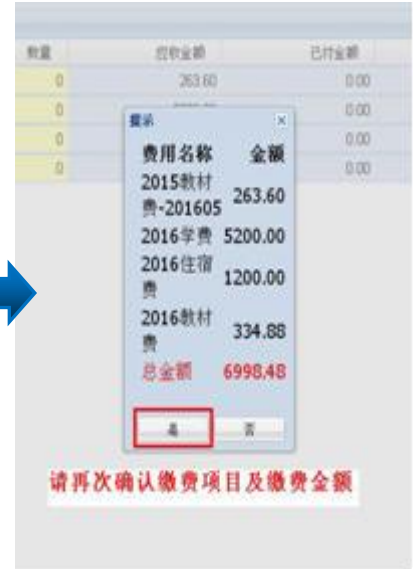 数量 应收金额 已付金额
0 263.60 0.00
0 0.00
0 0.00
0 0.00
提示
费用名称 金额
2015教材
费-201605 263.60
2016学费 5200.00
2016住宿
费 1200.00
2016教材
费 334.88
总金额 6998.48
是 否
请再次确认缴费项目及缴费金额